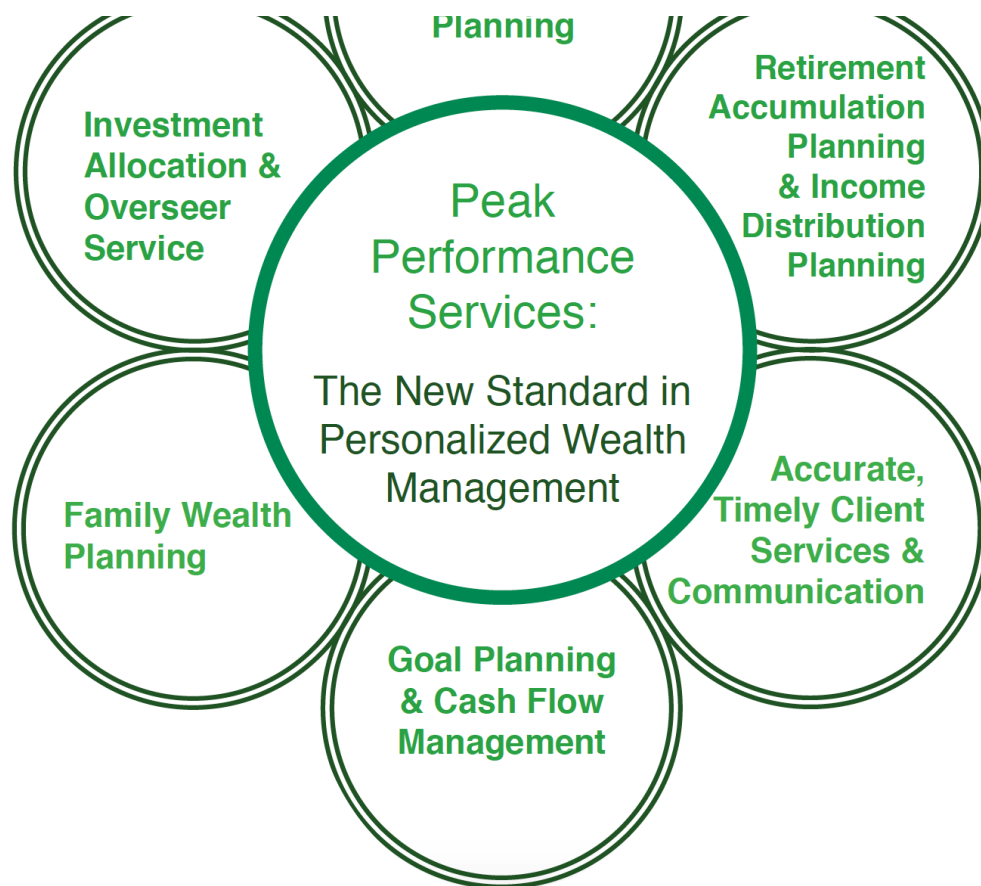 Planning
Investment
Allocation &
Overseer
Service
Retirement
Accumulation
Planning
& Income
Distribution
Planning
Peak
Performance
Services:
The New Standard in
Personalized Wealth
Management
Family Wealth
Planning
Accurate,
Timely Client
Services &
Communication
Goal Planning
& Cash Flow
Management